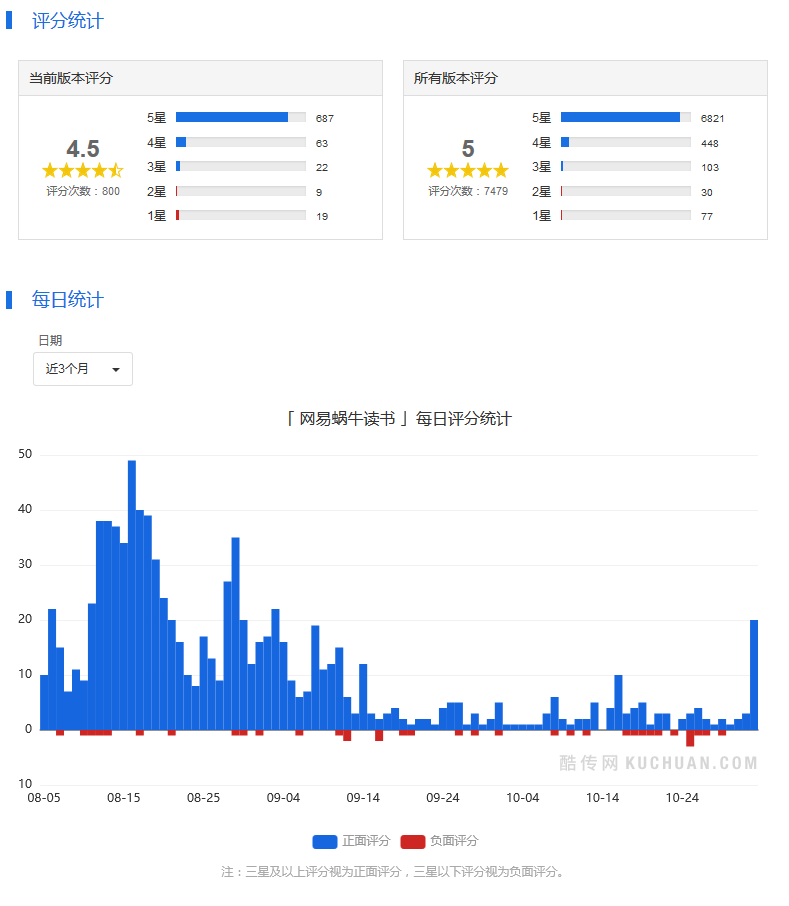 评分统计
当前版本评分
4.5
评分次数：800
5星 687
4星 63
3星 22
2星 9
1星 19
所有版本评分
5
评分次数：7479
5星 6821
4星 448
3星 103
2星 30
1星 77
每日统计
日期
近3个月
「 网易蜗牛读书 」每日评分统计
50
40
30
20
10
0
10
酷传网 KUCHUAN.COM
08-05 08-15 08-25 09-04 09-14 09-24 10-04 10-14 10-24
正面评分 负面评分
注：三星及以上评分视为正面评分，三星以下评分视为负面评分。